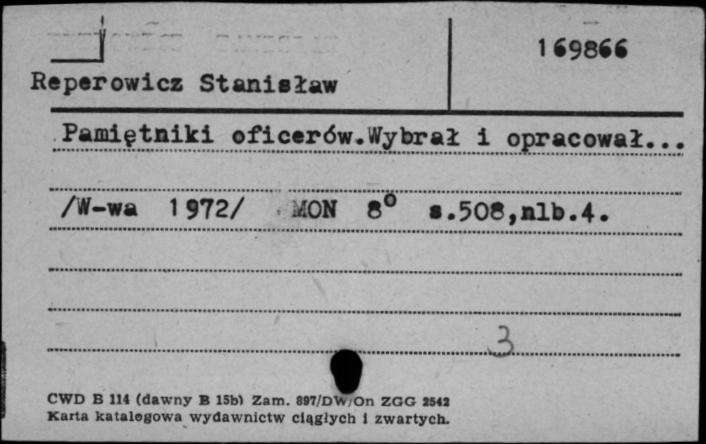 169866
Reperowicz Stanisław
Pamiętniki oficerów.Wybrał i opracował...
/W-wa 1972/ MON 8° s.508,nlb.4.
3
CWD B 114 (dawny B 15b) Zam. 897/DW/On ZGG 2542
Karta katalogowa wydawnictw ciągłych i zwartych.